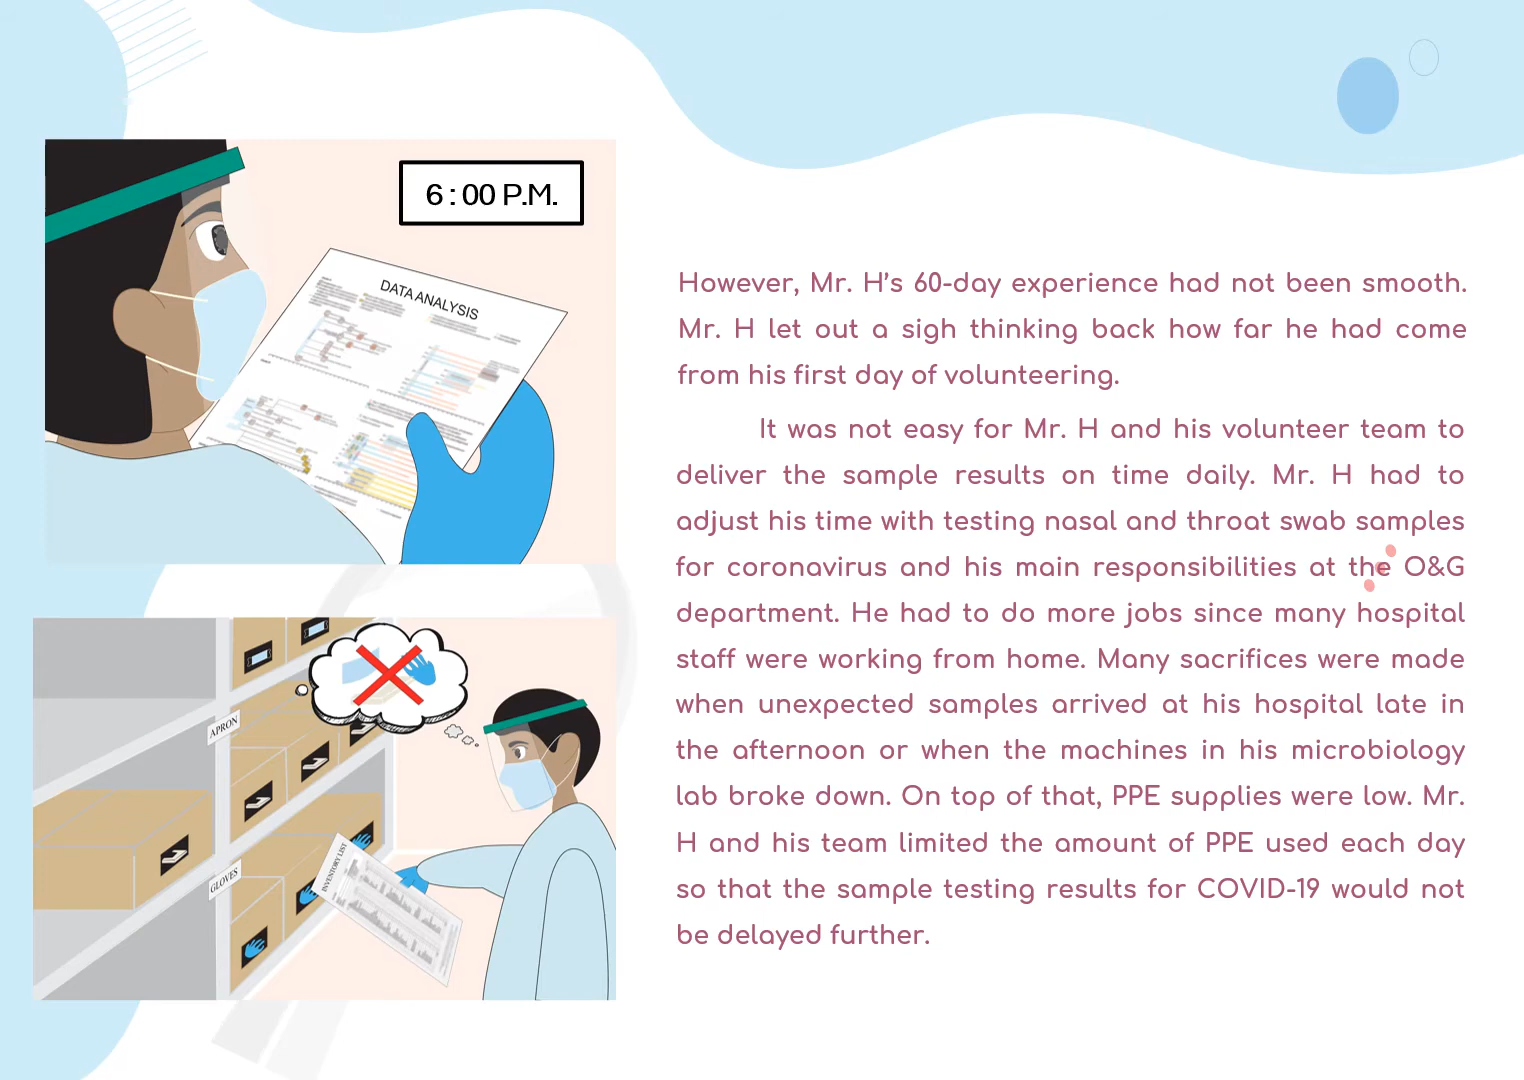 6:00 P.M.
DATA ANALYSIS
APRON
GLOVES
INVENTORY LIST
However, Mr. H's 60-day experience had not been smooth.
Mr. H let out a sigh thinking back how far he had come
from his first day of volunteering.
It was not easy for Mr. H and his volunteer team to
deliver the sample results on time daily. Mr. H had to
adjust his time with testing nasal and throat swab samples
for coronavirus and his main responsibilities at the O&G
department. He had to do more jobs since many hospital
staff were working from home. Many sacrifices were made
when unexpected samples arrived at his hospital late in
the afternoon or when the machines in his microbiology
lab broke down. On top of that, PPE supplies were low. Mr.
H and his team limited the amount of PPE used each day
so that the sample testing results for COVID-19 would not
be delayed further.